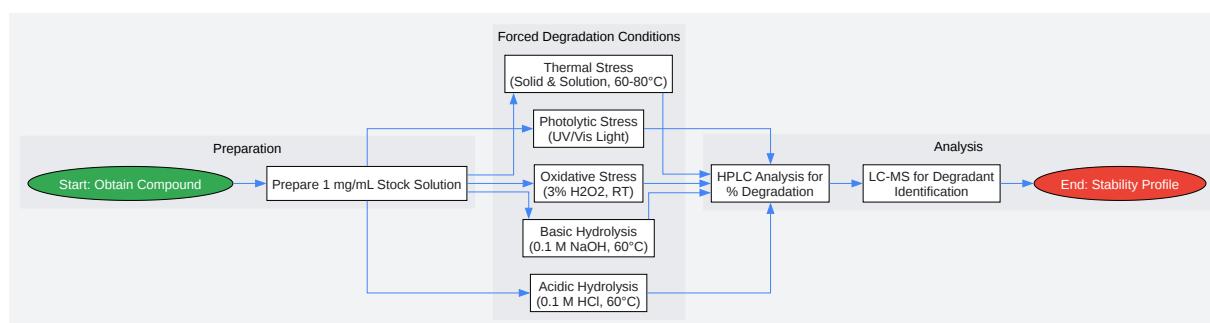 Forced Degradation Conditions
Thermal Stress
(Solid & Solution, 60-80°C)
Photolytic Stress
(UV/Vis Light)
Preparation
Analysis
Start: Obtain Compound
Prepare 1 mg/mL Stock Solution
Oxidative Stress
(3% H2O2, RT)
HPLC Analysis for
% Degradation
LC-MS for Degradant
Identification
End: Stability Profile
Basic Hydrolysis
(0.1 M NaOH, 60°C)
Acidic Hydrolysis
(0.1 M HCl, 60°C)